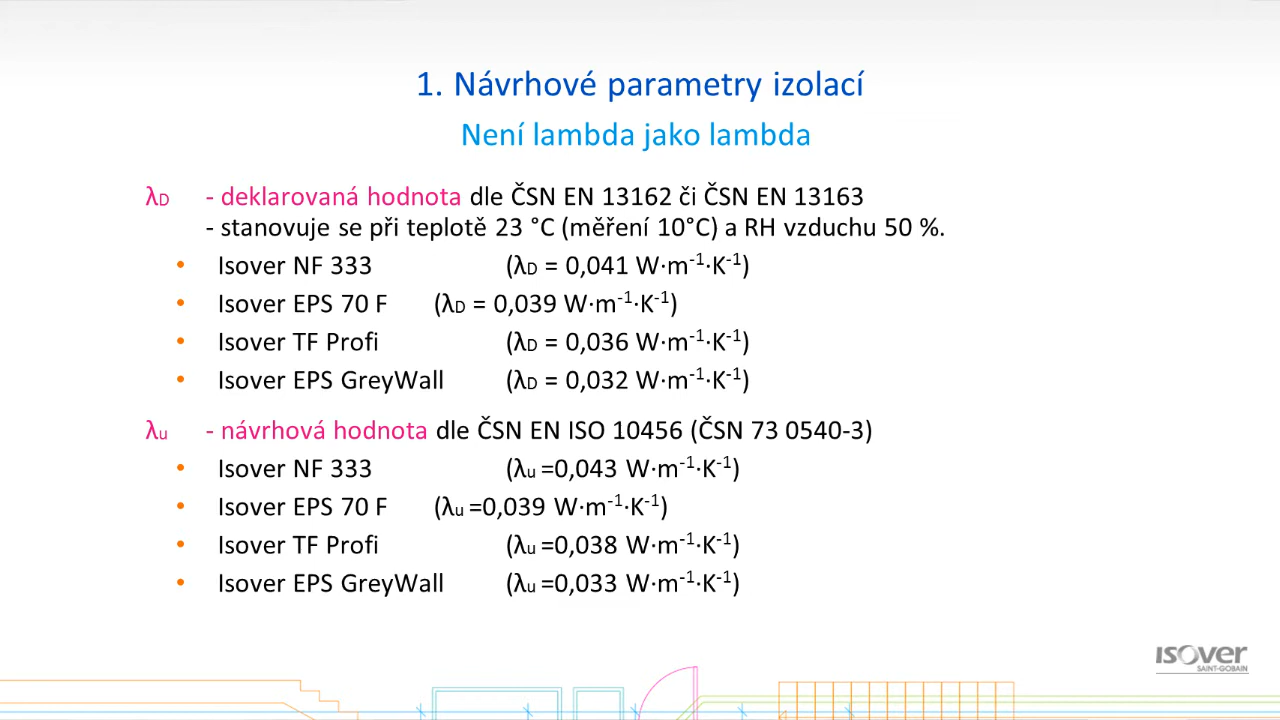 1. Návrhové parametry izolací
Není lambda jako lambda
λD - deklarovaná hodnota dle ČSN EN 13162 či ČSN EN 13163
- stanovuje se při teplotě 23 °C (měření 10°C) a RH vzduchu 50 %.
• Isover NF 333 (λD = 0,041 W·m-1·K-1)
• Isover EPS 70 F (λD = 0,039 W·m-1·K-1)
• Isover TF Profi (λD = 0,036 W·m-1·K-1)
• Isover EPS GreyWall (λD = 0,032 W·m-1·K-1)
λu - návrhová hodnota dle ČSN EN ISO 10456 (ČSN 73 0540-3)
• Isover NF 333 (λu =0,043 W·m-1·K-1)
• Isover EPS 70 F (λu =0,039 W·m-1·K-1)
• Isover TF Profi (λu =0,038 W·m-1·K-1)
• Isover EPS GreyWall (λu =0,033 W·m-1·K-1)
isover
SAINT-GOBAIN